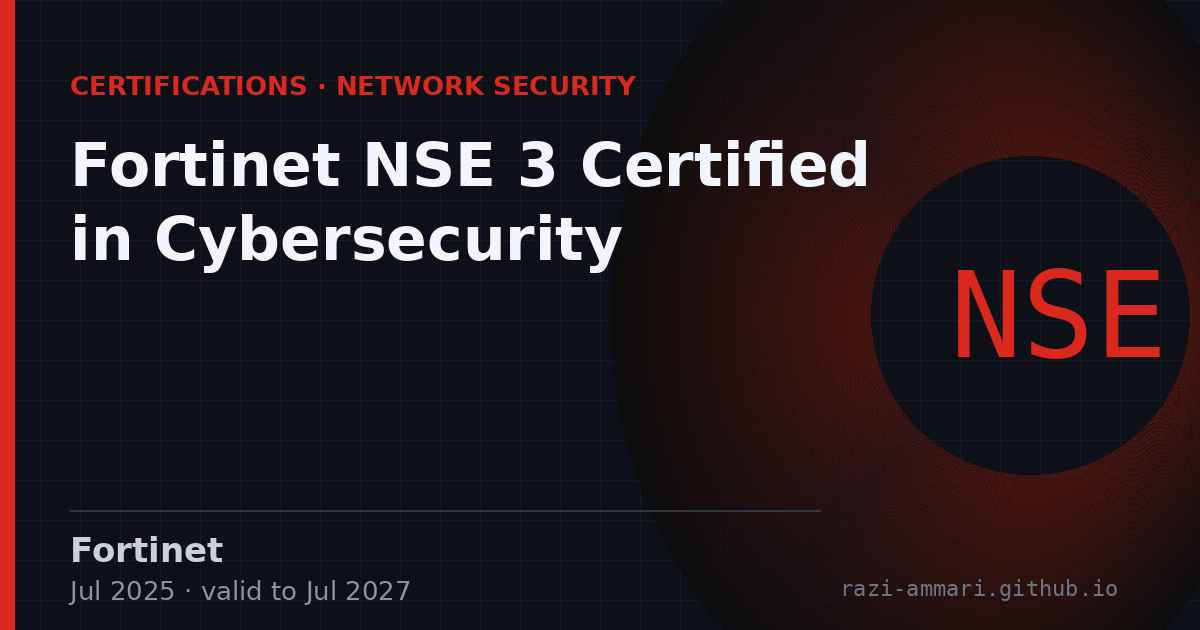 CERTIFICATIONS · NETWORK SECURITY
Fortinet NSE 3 Certified
in Cybersecurity
NSE
Fortinet
Jul 2025 · valid to Jul 2027
razi-ammari.github.io